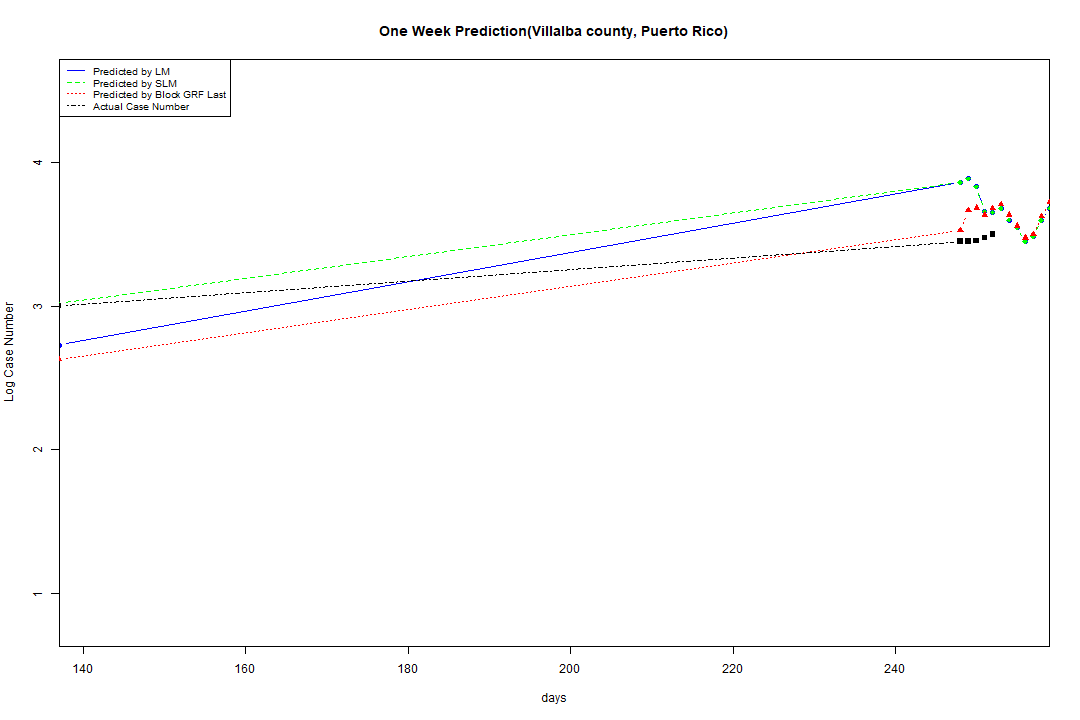 One Week Prediction(Villalba county, Puerto Rico)
Predicted by LM
Predicted by SLM
Predicted by Block GRF Last
Actual Case Number
4
3
2
1
Log Case Number
140 160 180 200 220 240
days